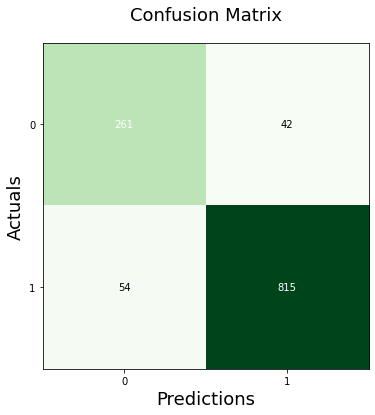 Confusion Matrix
0
261
42
Actuals
1
54
815
0
1
Predictions